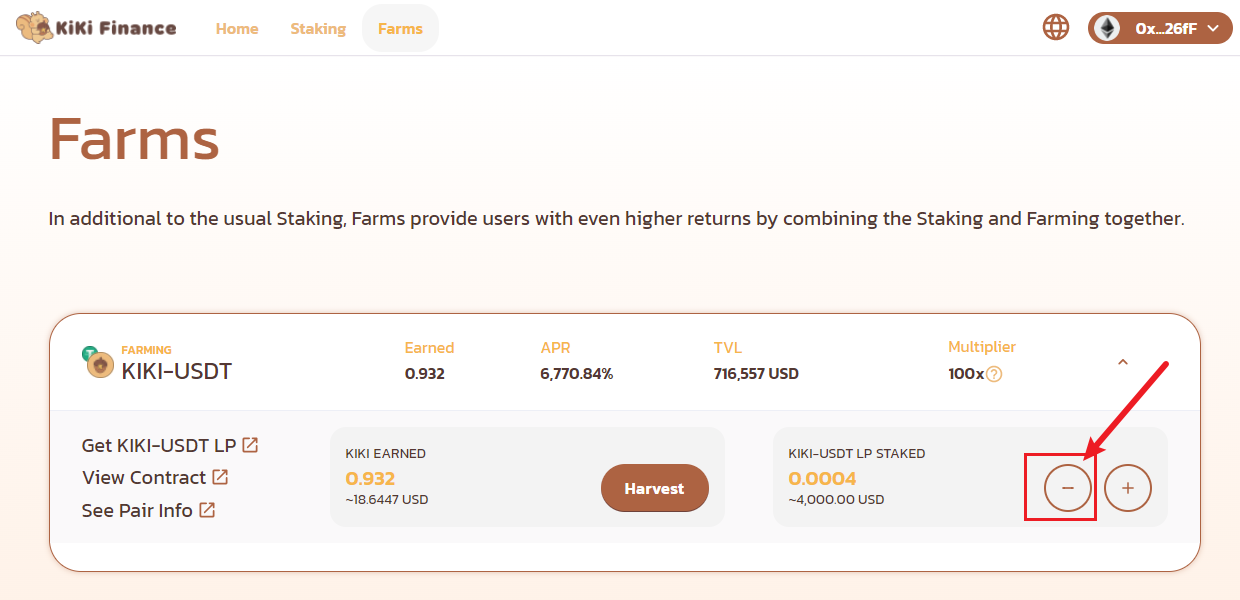 KiKi Finance
Home
Staking
Farms
0x...26fF
Farms
In additional to the usual Staking, Farms provide users with even higher returns by combining the Staking and Farming together.
FARMING
KIKI-USDT
Earned
0.932
APR
6,770.84%
TVL
716,557 USD
Multiplier
100x
?
Get KIKI-USDT LP
View Contract
See Pair Info
KIKI EARNED
0.932
~18.6447 USD
Harvest
KIKI-USDT LP STAKED
0.0004
~4,000.00 USD
−
+